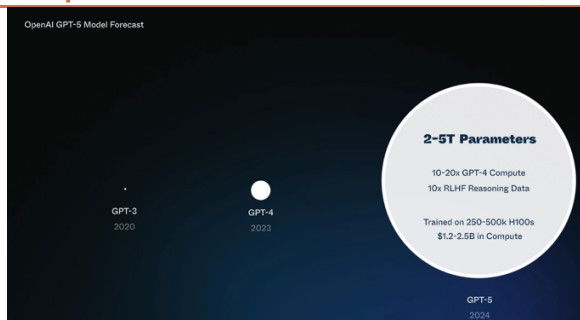 OpenAI GPT-5 Model Forecast
2-5T Parameters
10-20x GPT-4 Compute
10x RLHF Reasoning Data
Trained on 250-500k H100s
$1.2-2.5B in Compute
GPT-3
2020
GPT-4
2023
GPT-5
2024